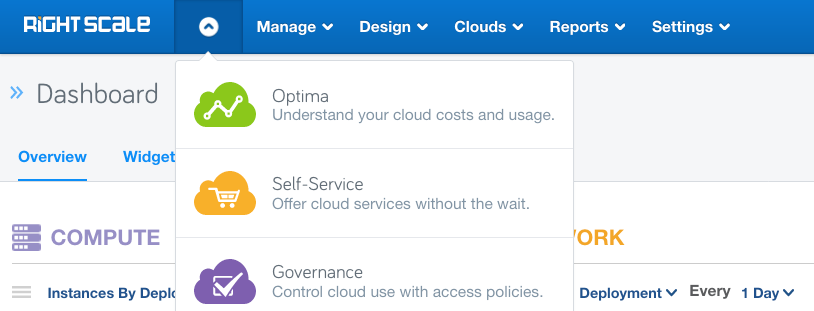 RIGHTSCALE
Manage Design Clouds Reports Settings
Dashboard
Overview Widget
Optima
Understand your cloud costs and usage.
Self-Service
Offer cloud services without the wait.
Governance
Control cloud use with access policies.
COMPUTE WORK
Instances By Deplo Deployment Every 1 Day